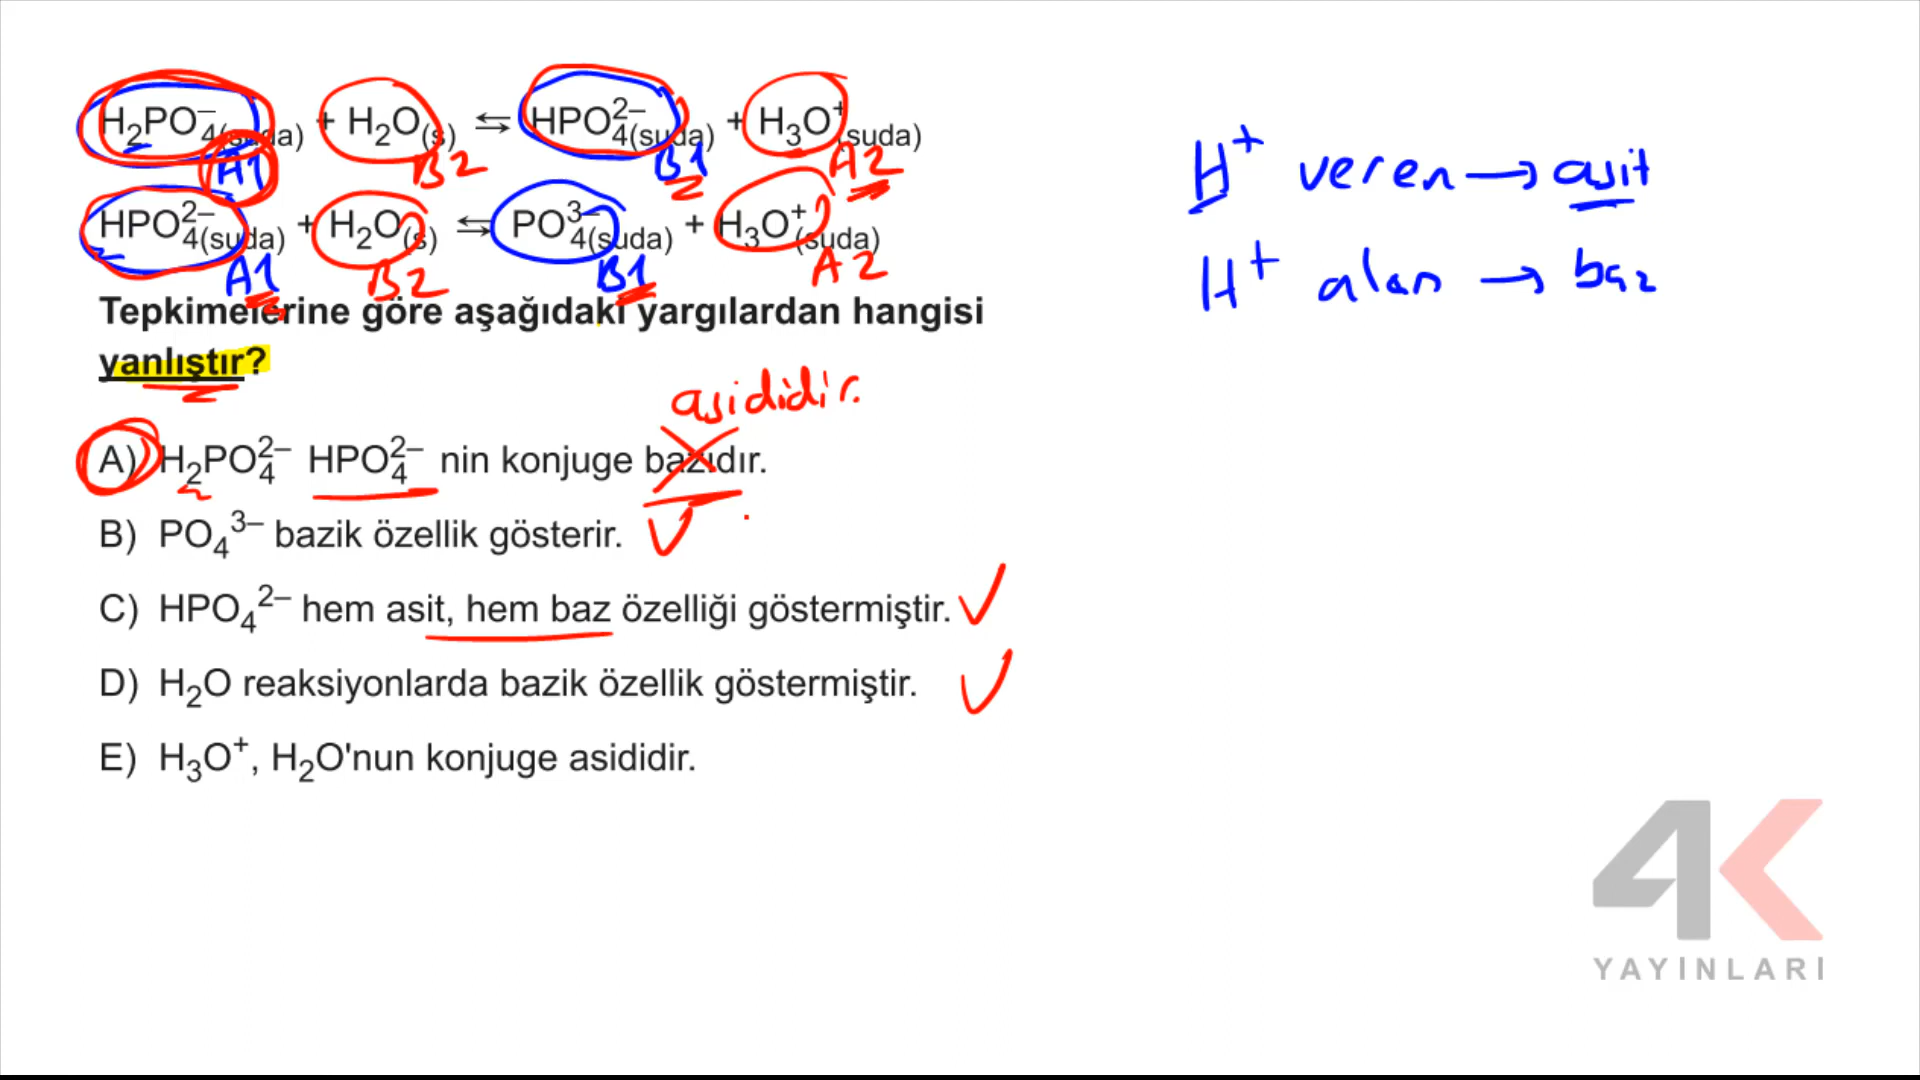 H₂PO₄⁻(suda) + H₂O(s) ⇆ HPO₄²⁻(suda) + H₃O⁺(suda)
A1 B2 B1 A2
HPO₄²⁻(suda) + H₂O(s) ⇆ PO₄³⁻(suda) + H₃O⁺(suda)
A1 B2 B1 A2
Tepkimelerine göre aşağıdaki yargılardan hangisi
yanlıştır?
asididir.
A) H₂PO₄²⁻ HPO₄²⁻ nin konjuge bazıdır.
B) PO₄³⁻ bazik özellik gösterir.
C) HPO₄²⁻ hem asit, hem baz özelliği göstermiştir.
D) H₂O reaksiyonlarda bazik özellik göstermiştir.
E) H₃O⁺, H₂O'nun konjuge asididir.
H⁺ veren → asit
H⁺ alan → baz
4K
YAYINLARI